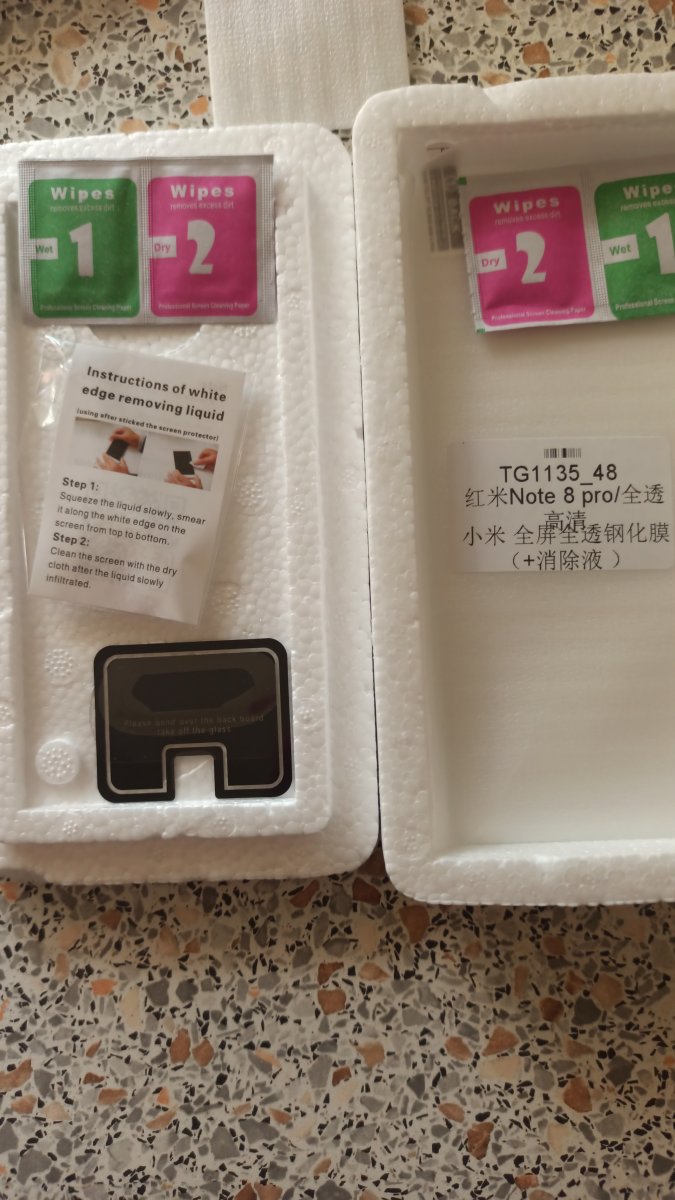 Wipes
removes excess dirt
Wet
1
Professional Screen Cleaning Paper
Wipes
removes excess dirt
Dry
2
Professional Screen Cleaning Paper
Instructions of white
edge removing liquid
(using after sticked the screen protector)
Step 1:
Squeeze the liquid slowly, smear
it along the white edge on the
screen from top to bottom.
Step 2:
Clean the screen with the dry
cloth after the liquid slowly
infiltrated.
Please bend over the back board
take off the glass
Wipes
removes excess dirt
Dry
2
Professional Screen Cleaning Paper
Wipe
removes exces
Wet
1
Professional Screen
TG1135_48
红米Note 8 pro/全透
高清
小米 全屏全透钢化膜
（+消除液 ）